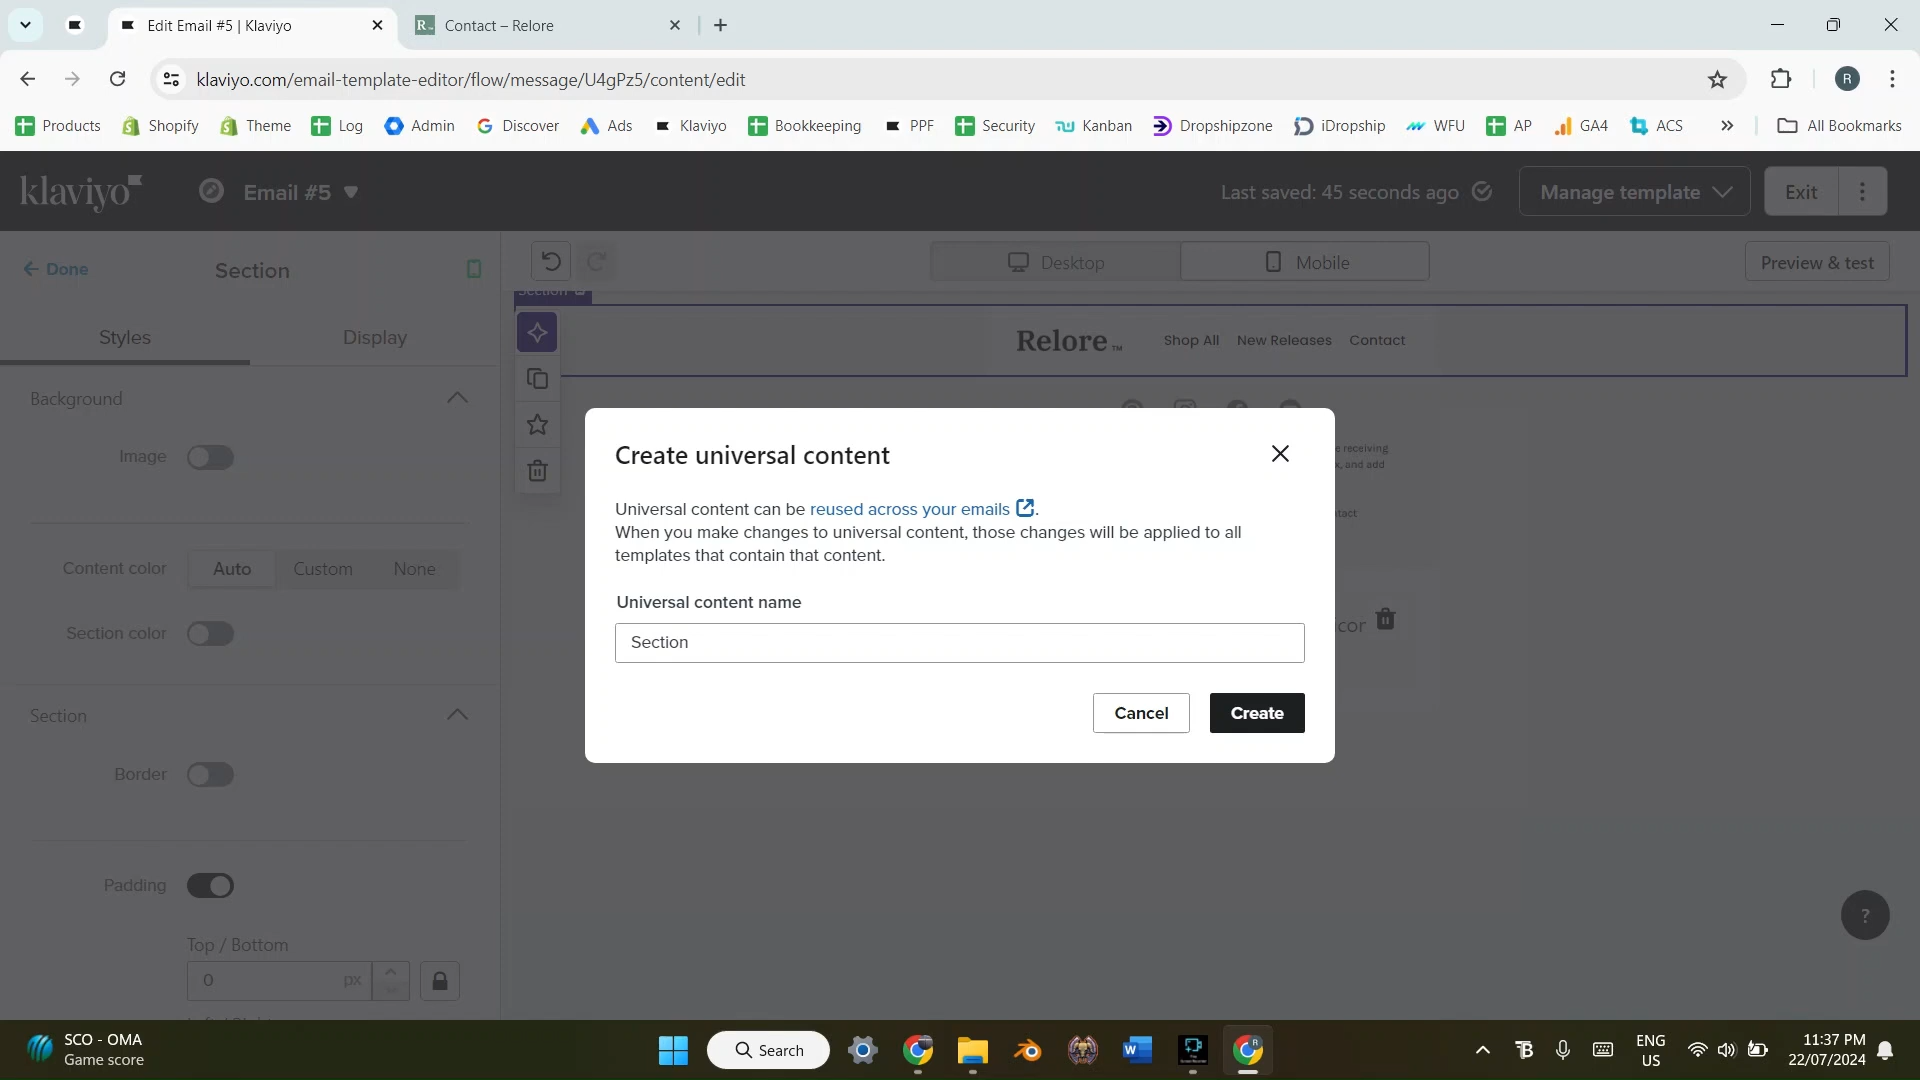 Edit Email #5 | Klaviyo
Contact – Relore
klaviyo.com/email-template-editor/flow/message/U4gPz5/content/edit
R
Products Shopify Theme Log Admin Discover Ads Klaviyo Bookkeeping PPF Security Kanban Dropshipzone iDropship WFU AP GA4 ACS All Bookmarks
klaviyo Email #5 Last saved: 45 seconds ago Manage template Exit
Done Section Desktop Mobile Preview & test
Section
Styles Display
Relore™ Shop All New Releases Contact
Background
Image
Content color Auto Custom None
Section color
Section
Border
Padding
Top / Bottom
0 px
Create universal content
Universal content can be reused across your emails.
When you make changes to universal content, those changes will be applied to all
templates that contain that content.
Universal content name
Section
Cancel Create
e receiving
x, and add
ntact
cor
?
SCO - OMA
Game score
Search
ENG
US
11:37 PM
22/07/2024